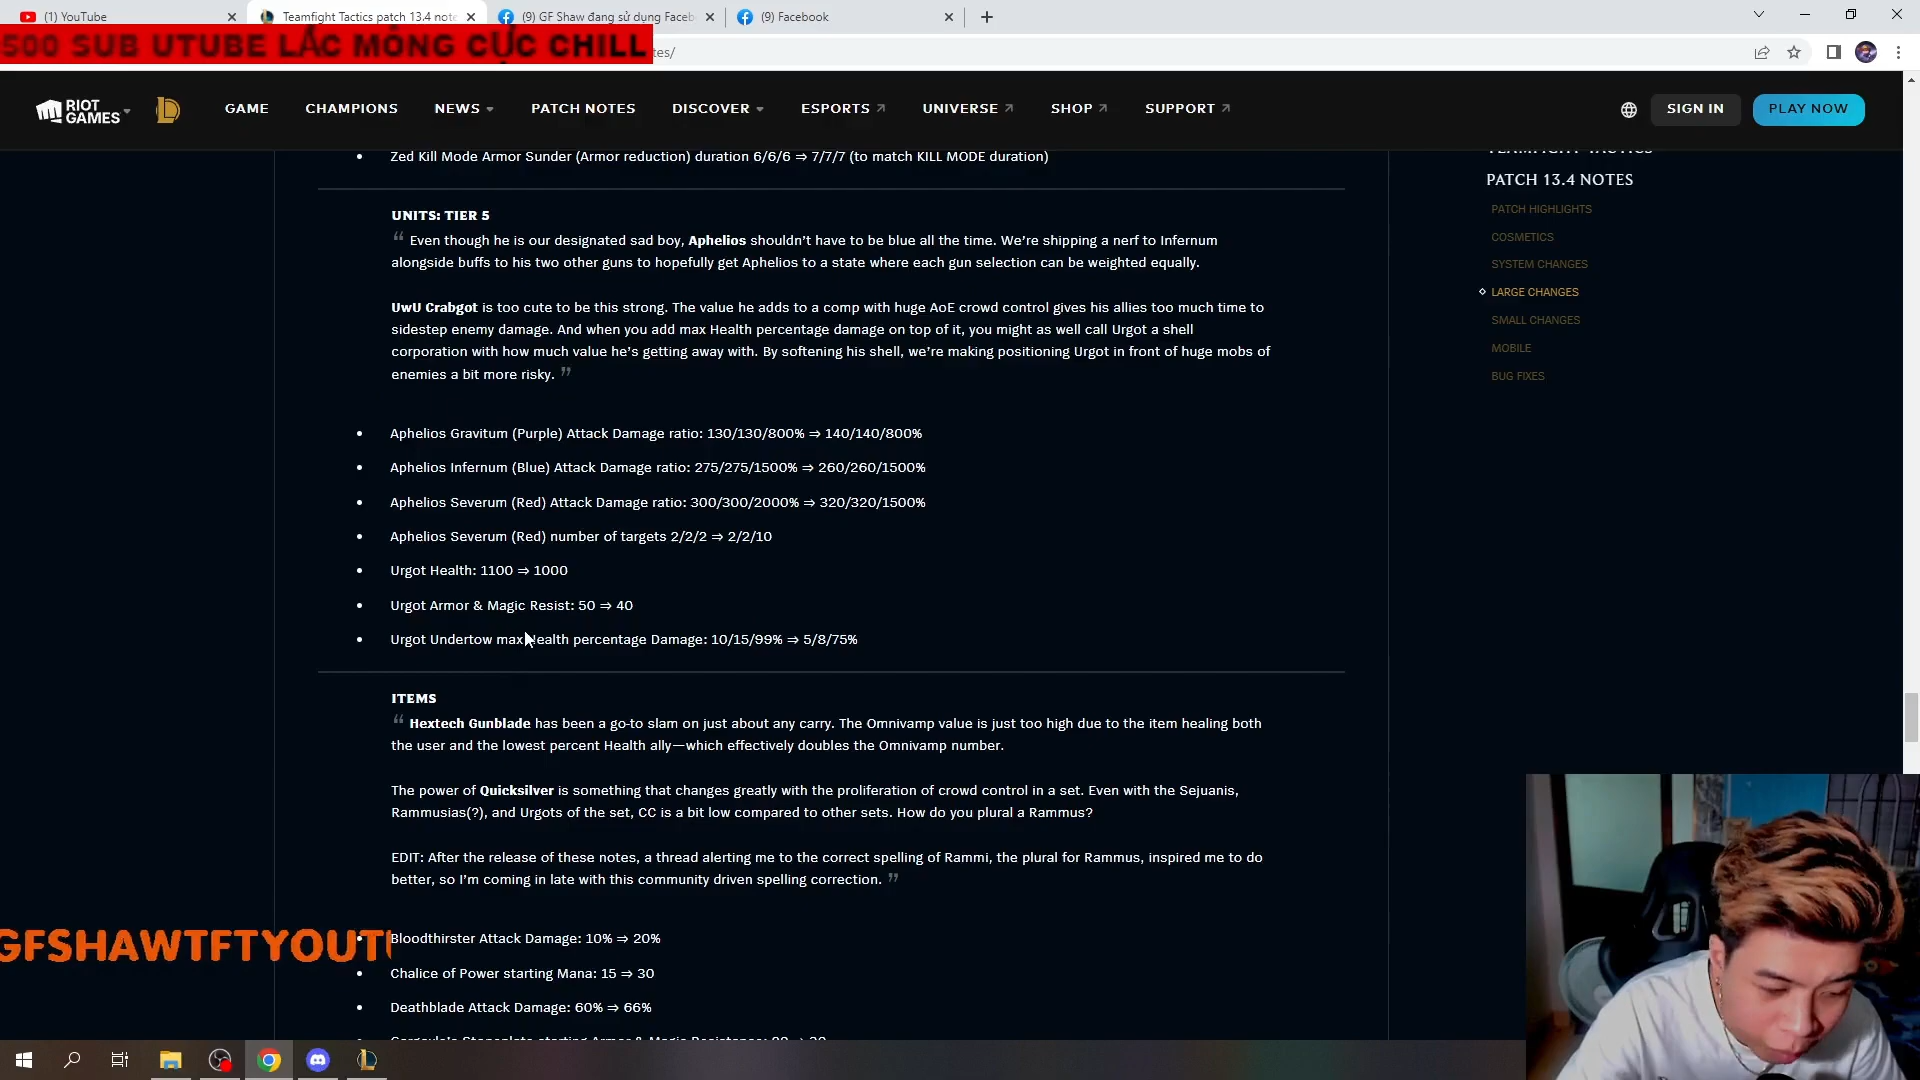 (1) YouTube
Teamfight Tactics patch 13.4 note
(9) GF Shaw đang sử dụng Faceb
(9) Facebook
500 SUB UTUBE LẮC MÔNG CỰC CHILL
tes/
RIOT GAMES
GAME
CHAMPIONS
NEWS
PATCH NOTES
DISCOVER
ESPORTS
UNIVERSE
SHOP
SUPPORT
SIGN IN
PLAY NOW
Zed Kill Mode Armor Sunder (Armor reduction) duration 6/6/6 ⇒ 7/7/7 (to match KILL MODE duration)
UNITS: TIER 5
“ Even though he is our designated sad boy, Aphelios shouldn’t have to be blue all the time. We’re shipping a nerf to Infernum
alongside buffs to his two other guns to hopefully get Aphelios to a state where each gun selection can be weighted equally.
UwU Crabgot is too cute to be this strong. The value he adds to a comp with huge AoE crowd control gives his allies too much time to
sidestep enemy damage. And when you add max Health percentage damage on top of it, you might as well call Urgot a shell
corporation with how much value he’s getting away with. By softening his shell, we’re making positioning Urgot in front of huge mobs of
enemies a bit more risky. ”
Aphelios Gravitum (Purple) Attack Damage ratio: 130/130/800% ⇒ 140/140/800%
Aphelios Infernum (Blue) Attack Damage ratio: 275/275/1500% ⇒ 260/260/1500%
Aphelios Severum (Red) Attack Damage ratio: 300/300/2000% ⇒ 320/320/1500%
Aphelios Severum (Red) number of targets 2/2/2 ⇒ 2/2/10
Urgot Health: 1100 ⇒ 1000
Urgot Armor & Magic Resist: 50 ⇒ 40
Urgot Undertow max Health percentage Damage: 10/15/99% ⇒ 5/8/75%
ITEMS
“ Hextech Gunblade has been a go-to slam on just about any carry. The Omnivamp value is just too high due to the item healing both
the user and the lowest percent Health ally—which effectively doubles the Omnivamp number.
The power of Quicksilver is something that changes greatly with the proliferation of crowd control in a set. Even with the Sejuanis,
Rammusias(?), and Urgots of the set, CC is a bit low compared to other sets. How do you plural a Rammus?
EDIT: After the release of these notes, a thread alerting me to the correct spelling of Rammi, the plural for Rammus, inspired me to do
better, so I’m coming in late with this community driven spelling correction. ”
Bloodthirster Attack Damage: 10% ⇒ 20%
Chalice of Power starting Mana: 15 ⇒ 30
Deathblade Attack Damage: 60% ⇒ 66%
TEAMFIGHT TACTICS
PATCH 13.4 NOTES
PATCH HIGHLIGHTS
COSMETICS
SYSTEM CHANGES
LARGE CHANGES
SMALL CHANGES
MOBILE
BUG FIXES
GFSHAWTFTYOUT